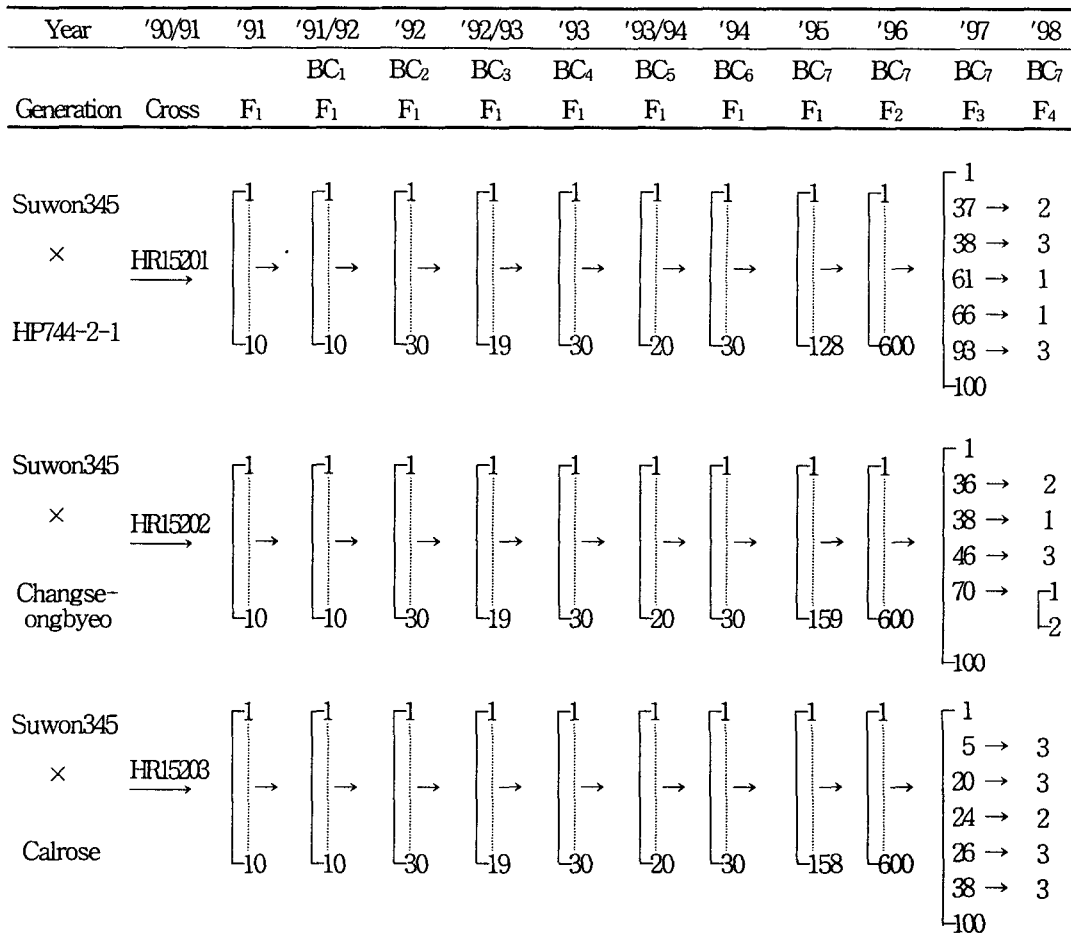 Year '90/91 '91 '91/92 '92 '92/93 '93 '93/94 '94 '95 '96 '97 '98
BC₁ BC₂ BC₃ BC₄ BC₅ BC₆ BC₇ BC₇ BC₇ BC₇
Generation Cross F₁ F₁ F₁ F₁ F₁ F₁ F₁ F₁ F₂ F₃ F₄
1
Suwon345 1 1 1 1 1 1 1 1 1 37 → 2
38 → 3
× HR15201 → → → → → → → → → → 61 → 1
66 → 1
HP744-2-1 10 10 30 19 30 20 30 128 600 93 → 3
100
1
Suwon345 1 1 1 1 1 1 1 1 1 36 → 2
38 → 1
× HR15202 → → → → → → → → → → 46 → 3
Changse- 70 → 1
ongbyeo 10 10 30 19 30 20 30 159 600 2
100
Suwon345 1 1 1 1 1 1 1 1 1 1
5 → 3
× HR15203 → → → → → → → → → → 20 → 3
24 → 2
Calrose 10 10 30 19 30 20 30 158 600 26 → 3
38 → 3
100